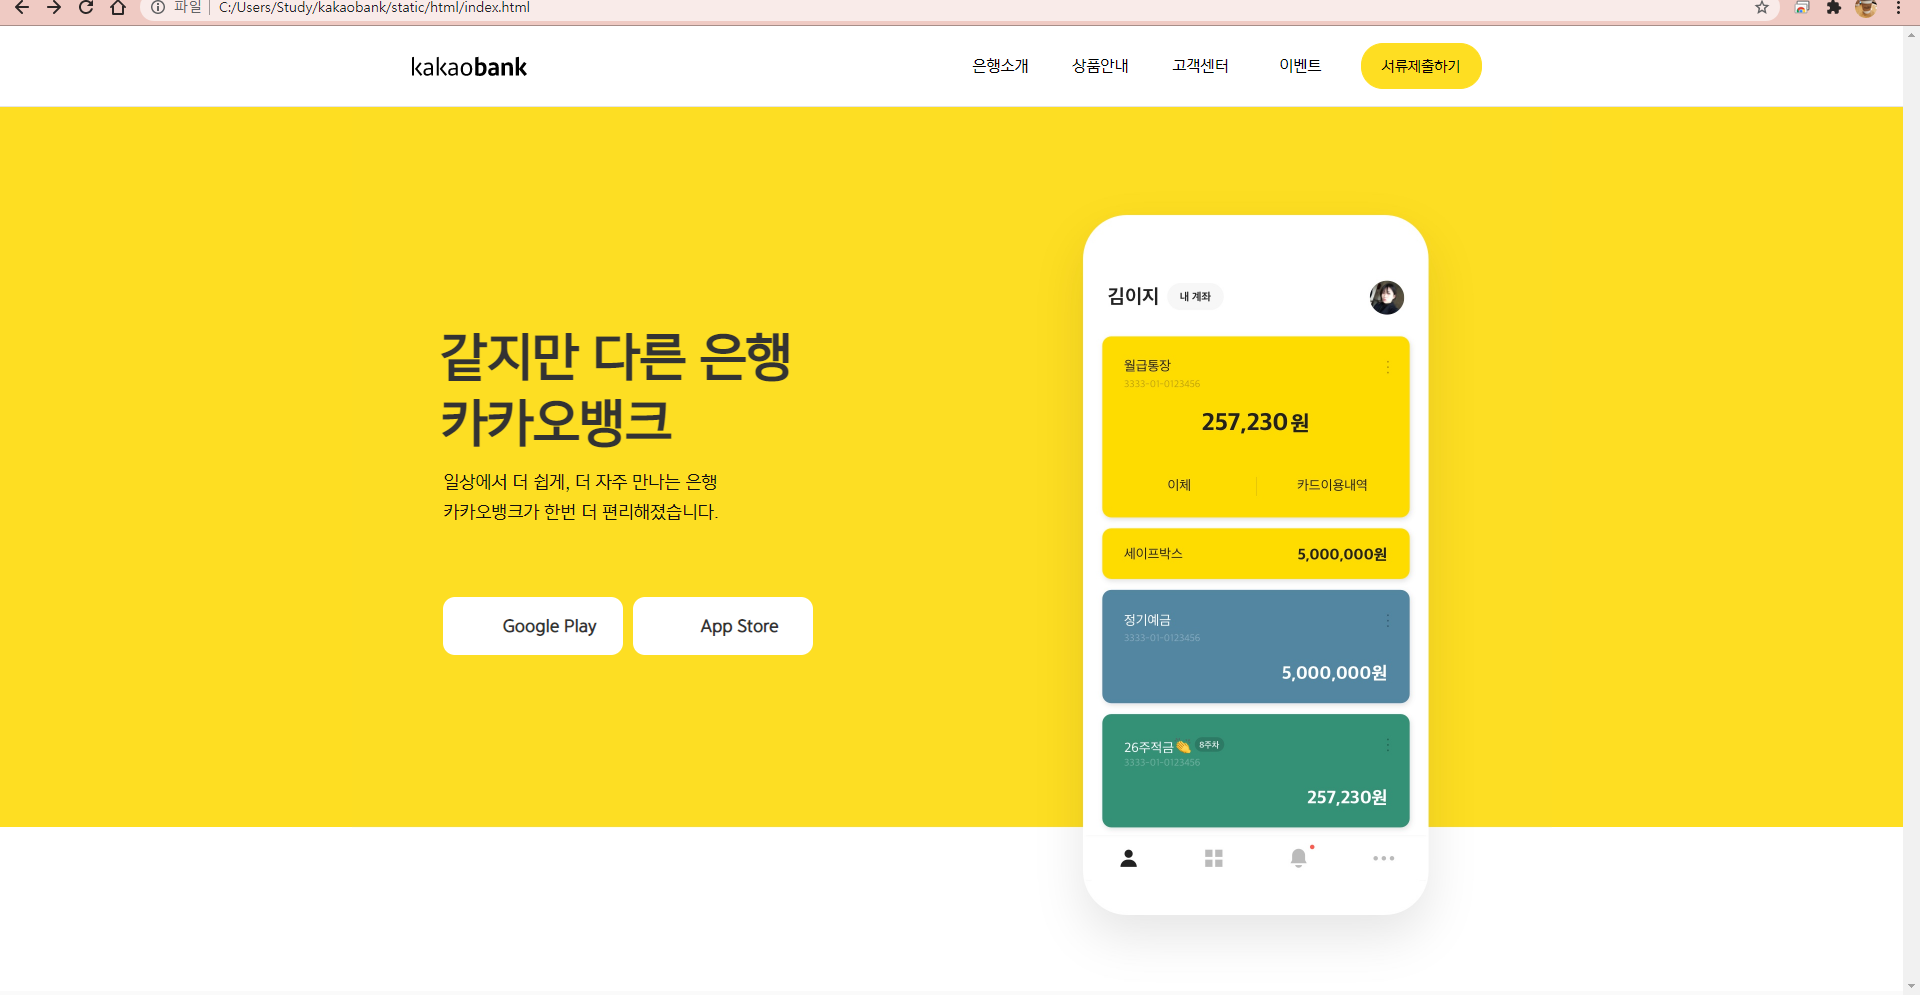 파일 C:/Users/Study/kakaobank/static/html/index.html
kakaobank
은행소개 상품안내 고객센터 이벤트 서류제출하기
같지만 다른 은행
카카오뱅크
일상에서 더 쉽게, 더 자주 만나는 은행
카카오뱅크가 한번 더 편리해졌습니다.
Google Play
App Store
김이지 내 계좌
월급통장
3333-01-0123456
257,230원
이체 카드이용내역
세이프박스 5,000,000원
정기예금
3333-01-0123456
5,000,000원
26주적금👏 8주차
3333-01-0123456
257,230원